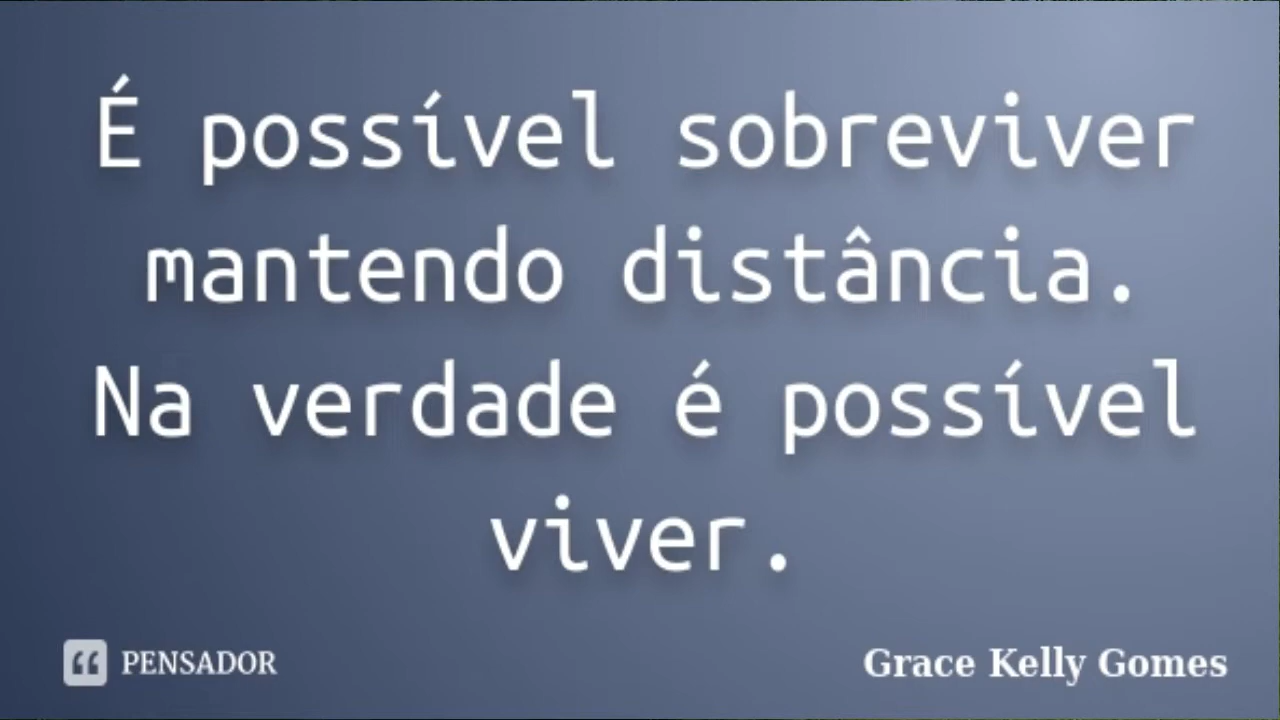 É possível sobreviver
mantendo distância.
Na verdade é possível
viver.
PENSADOR
Grace Kelly Gomes